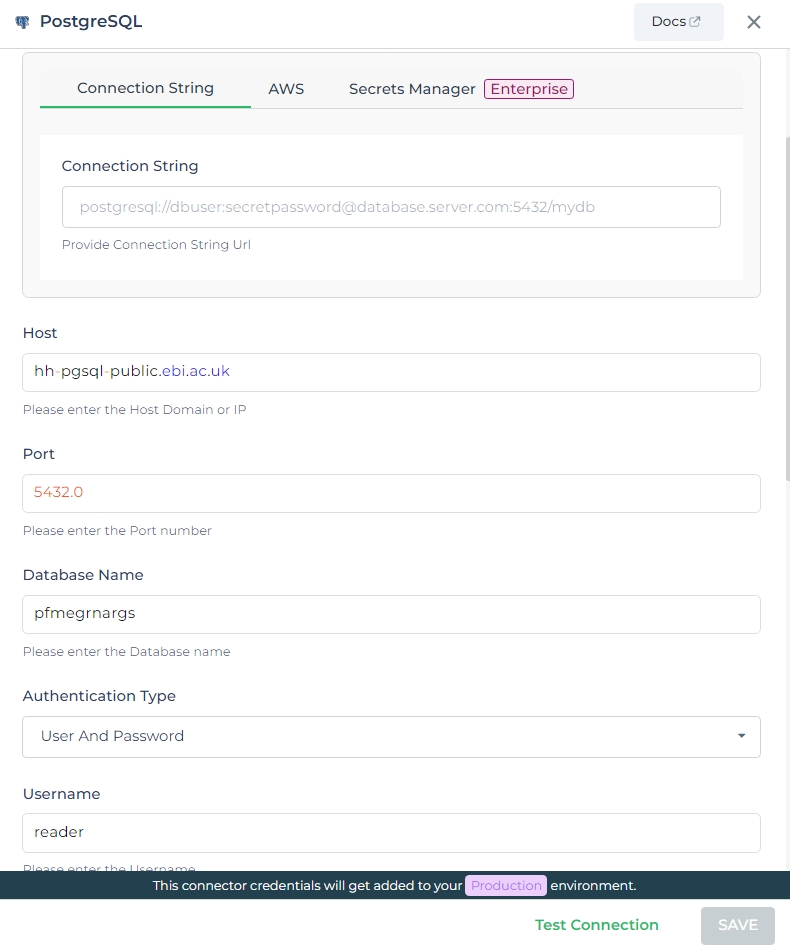 PostgreSQL
Docs
Connection String AWS Secrets Manager Enterprise
Connection String
postgresql://dbuser:secretpassword@database.server.com:5432/mydb
Provide Connection String Url
Host
hh-pgsql-public.ebi.ac.uk
Please enter the Host Domain or IP
Port
5432.0
Please enter the Port number
Database Name
pfmegrnargs
Please enter the Database name
Authentication Type
User And Password
Username
reader
Please enter the Username
This connector credentials will get added to your Production environment.
Test Connection SAVE